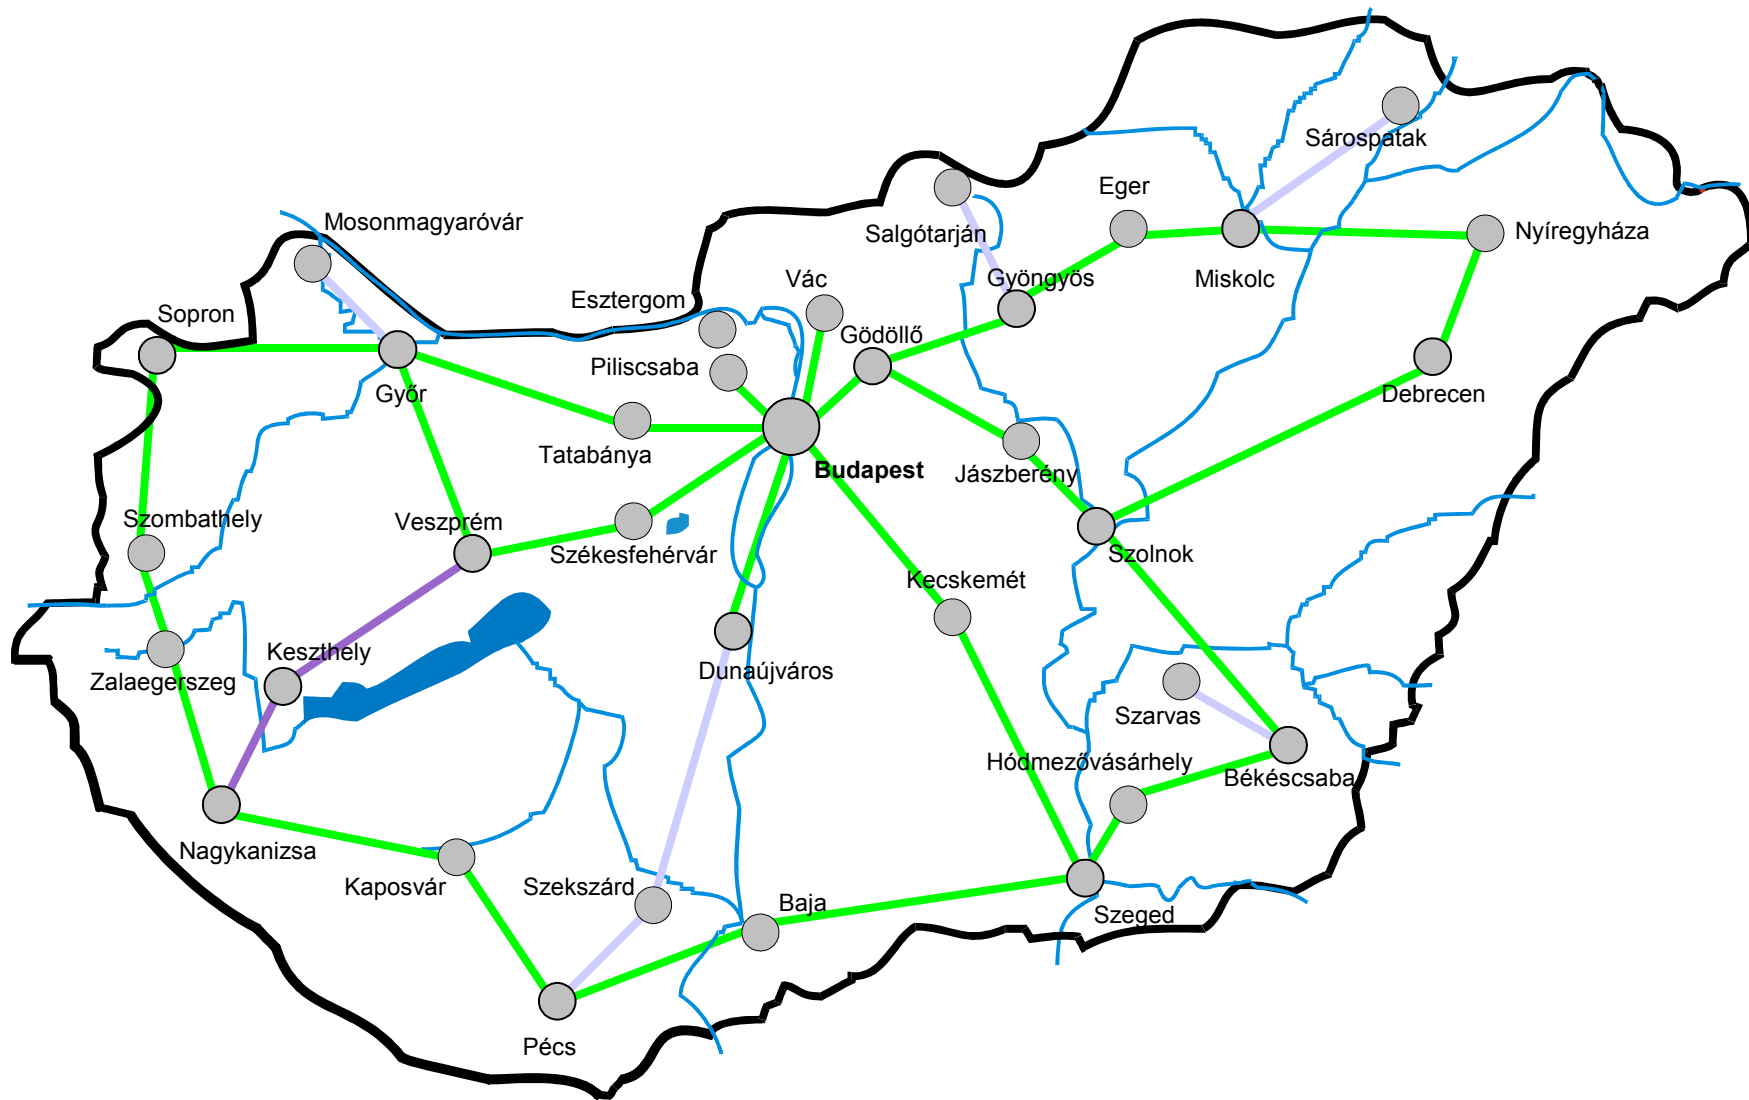 Sárospatak
Eger
Mosonmagyaróvár
Salgótarján
Nyíregyháza
Vác
Gyöngyös
Miskolc
Esztergom
Sopron
Gödöllő
Piliscsaba
Győr
Debrecen
Tatabánya
Budapest
Jászberény
Szombathely
Veszprém
Székesfehérvár
Szolnok
Kecskemét
Keszthely
Dunaújváros
Zalaegerszeg
Szarvas
Hódmezővásárhely
Békéscsaba
Nagykanizsa
Kaposvár
Szekszárd
Baja
Szeged
Pécs